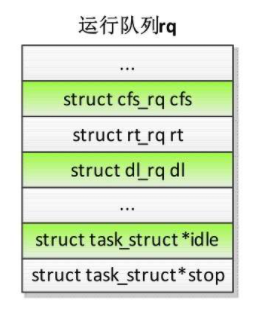 运行队列rq
...
struct cfs_rq cfs
struct rt_rq rt
struct dl_rq dl
...
struct task_struct *idle
struct task_struct*stop